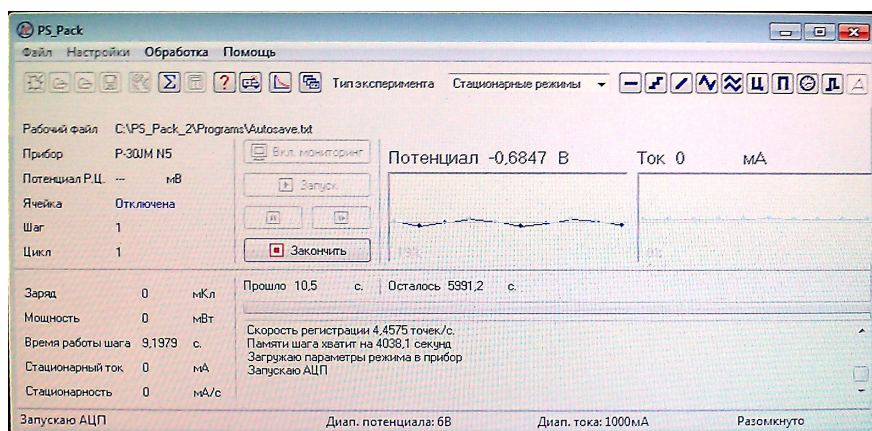 PS_Pack
Файл Настройки Обработка Помощь
Тип эксперимента Стационарные режимы
Рабочий файл C:\PS_Pack_2\Programs\Autosave.txt
Прибор P-30JM N5
Вкл. мониторинг
Потенциал -0,6847 В
Ток 0 мА
Потенциал Р.Ц. --- мВ
Запуск
Ячейка Отключена
Шаг 1
Цикл 1
Закончить
Заряд 0 мКл
Прошло 10,5 с.
Осталось 5991,2 с.
Мощность 0 мВт
Время работы шага 9,1979 с.
Стационарный ток 0 мА
Стационарность 0 мА/с
Скорость регистрации 4,4575 точек/с.
Памяти шага хватит на 4038,1 секунд
Загружаю параметры режима в прибор
Запускаю АЦП
Запускаю АЦП
Диап. потенциала: 6В
Диап. тока: 1000мА
Разомкнуто